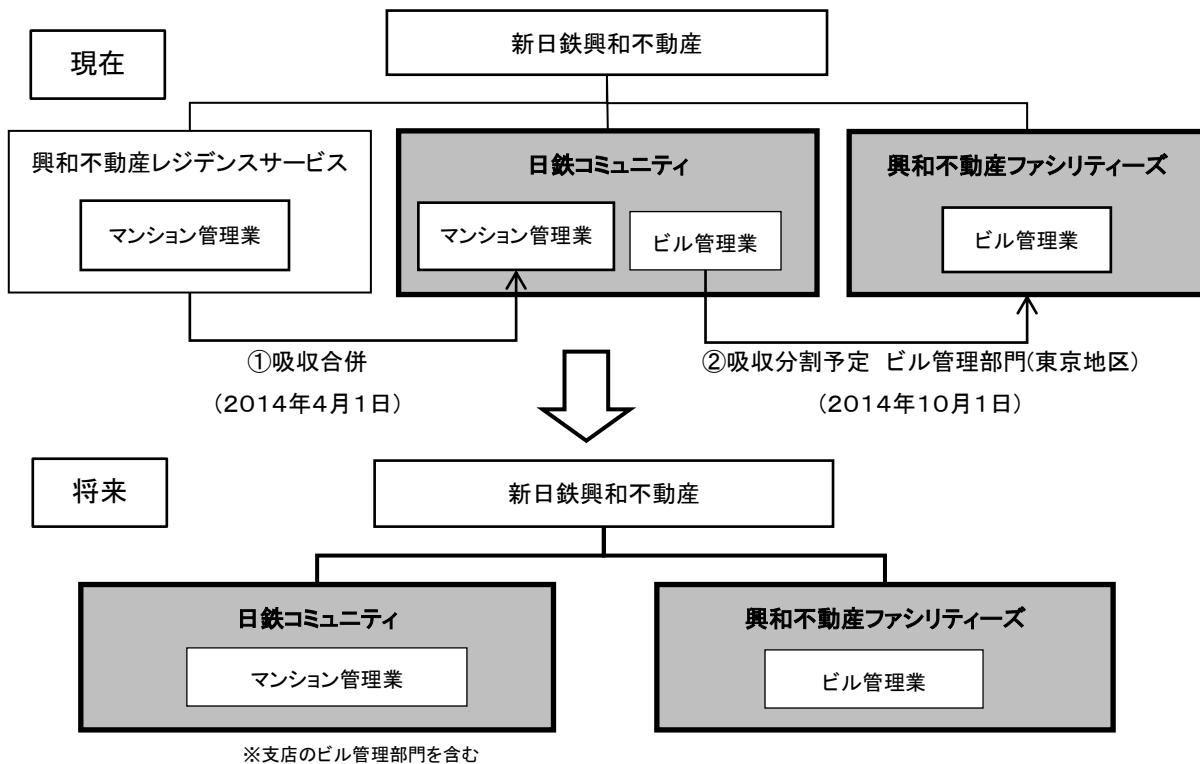 現在
新日鉄興和不動産
興和不動産レジデンスサービス
マンション管理業
日鉄コミュニティ
マンション管理業
ビル管理業
興和不動産ファシリティーズ
ビル管理業
①吸収合併
(2014年4月1日)
②吸収分割予定 ビル管理部門(東京地区)
(2014年10月1日)
将来
新日鉄興和不動産
日鉄コミュニティ
マンション管理業
興和不動産ファシリティーズ
ビル管理業
※支店のビル管理部門を含む